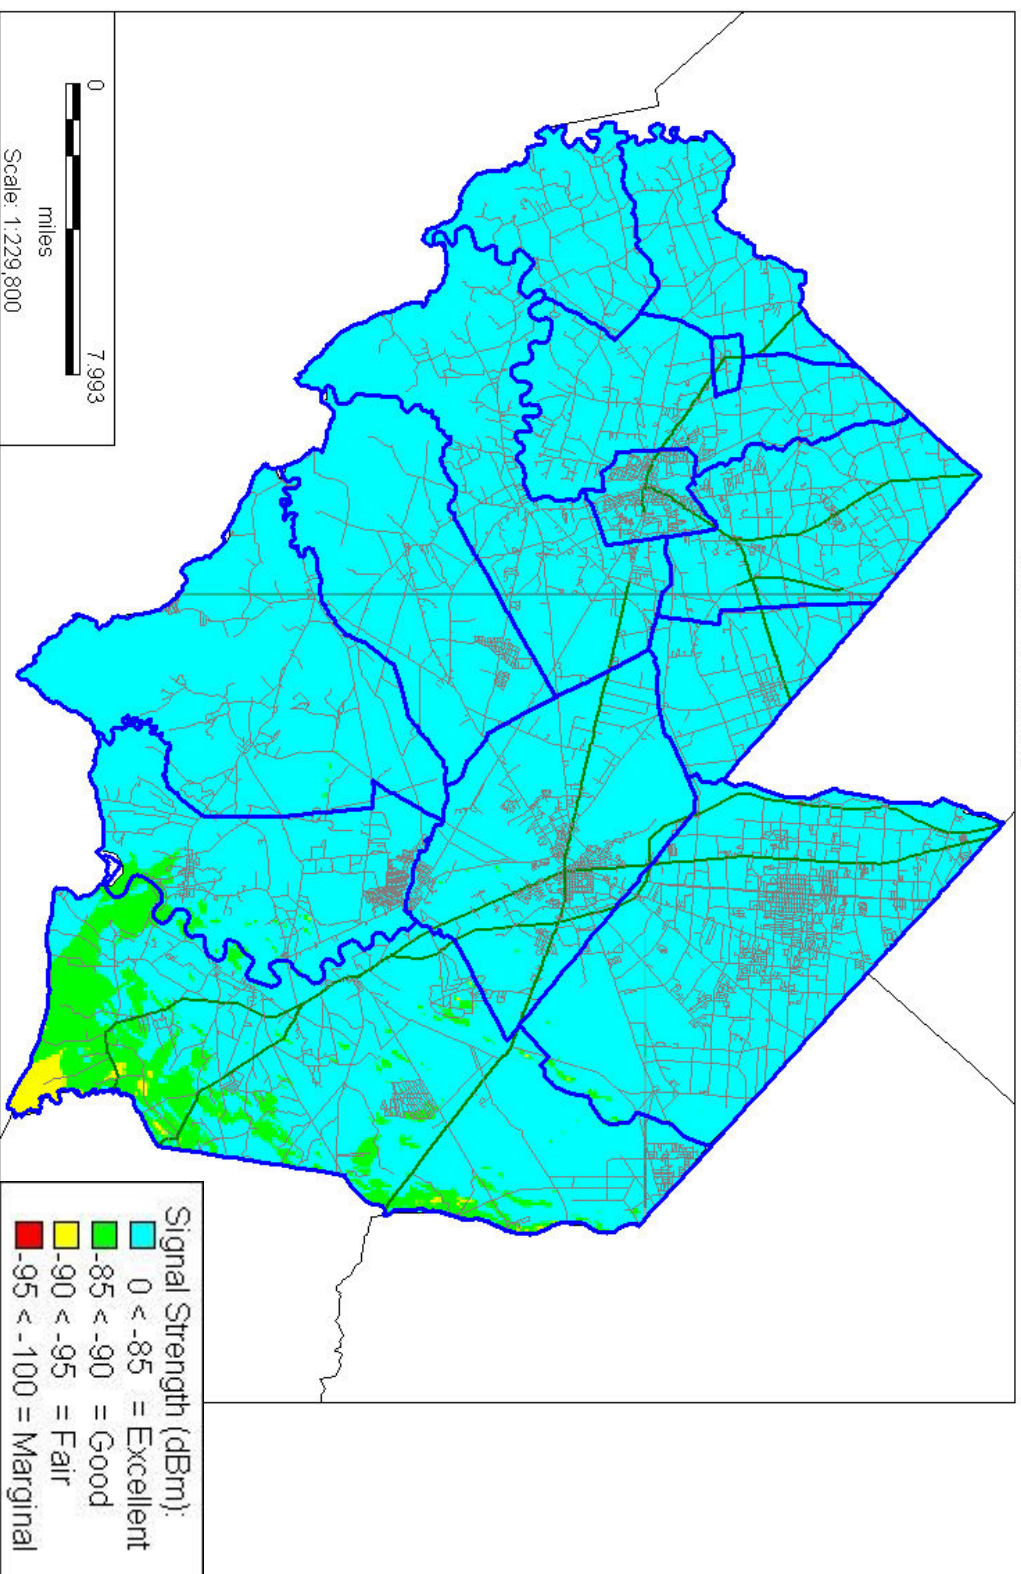 0 7.993
miles
Scale: 1:229,800
Signal Strength (dBm):
0 < -85 = Excellent
-85 < -90 = Good
-90 < -95 = Fair
-95 < -100 = Marginal